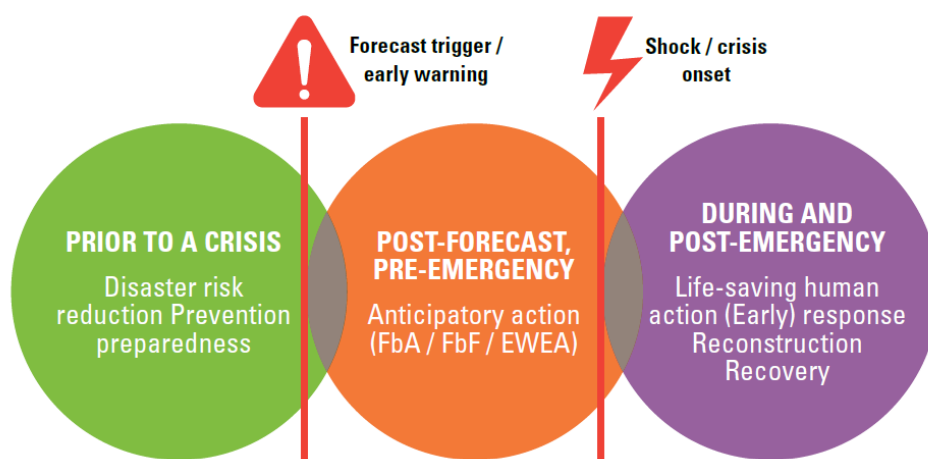 Forecast trigger /
early warning
Shock / crisis
onset
PRIOR TO A CRISIS
Disaster risk
reduction Prevention
preparedness
POST-FORECAST,
PRE-EMERGENCY
Anticipatory action
(FbA / FbF / EWEA)
DURING AND
POST-EMERGENCY
Life-saving human
action (Early) response
Reconstruction
Recovery